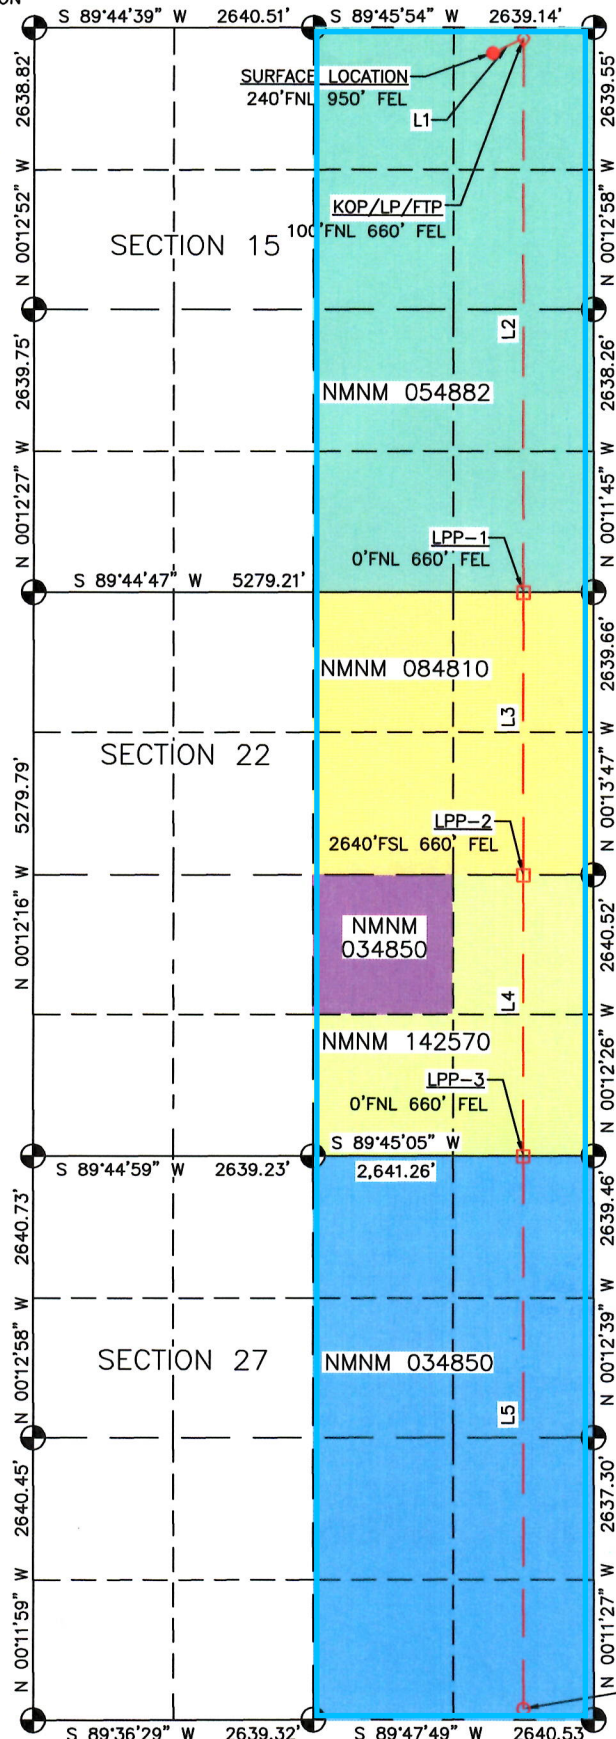 ON
S 89°44'39" W 2640.51'
S 89°45'54" W 2639.14'
2638.82'
N 00°12'52" W
2639.55'
N 00°12'58" W
SURFACE LOCATION
240'FNL 950' FEL
L1
KOP/LP/FTP
100'FNL 660' FEL
SECTION 15
L2
NMNM 054882
2639.75'
N 00°12'27" W
2638.26'
N 00°11'45" W
LPP-1
0'FNL 660' FEL
S 89°44'47" W 5279.21'
NMNM 084810
2639.66'
N 00°13'47" W
L3
SECTION 22
5279.79'
N 00°12'16" W
LPP-2
2640'FSL 660' FEL
NMNM
034850
2640.52'
N 00°12'26" W
L4
NMNM 142570
LPP-3
0'FNL 660' FEL
S 89°45'05" W
2,641.26'
S 89°44'59" W 2639.23'
2640.73'
N 00°12'58" W
2639.46'
N 00°12'39" W
SECTION 27
NMNM 034850
L5
2640.45'
N 00°11'59" W
2637.30'
N 00°11'27" W
S 89°36'29" W 2639.32'
S 89°47'49" W 2640.53